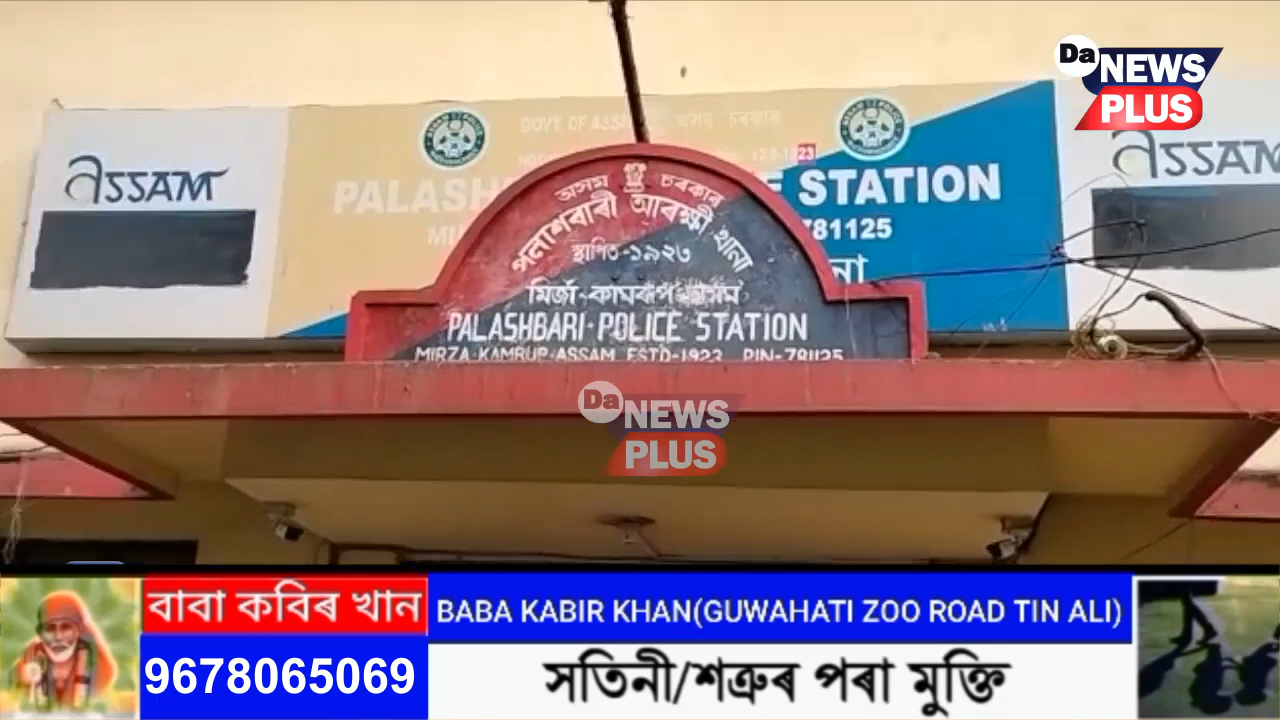 Da NEWS
PLUS
ASSAM
GOVT. OF ASSAM অসম চৰকাৰ
PALASH
E STATION
781125
না
ASSAM
অসম চৰকাৰ
পলাশবাৰী আৰক্ষী থানা
স্থাপিত-১৯২৩
মিৰ্জা-কামৰূপ-অসম
PALASHBARI-POLICE STATION
MIRZA-KAMRUP-ASSAM ESTD-1923 PIN-781125
Da NEWS
PLUS
বাবা কবিৰ খান
BABA KABIR KHAN(GUWAHATI ZOO ROAD TIN ALI)
9678065069
সতিনী/শত্ৰুৰ পৰা মুক্তি